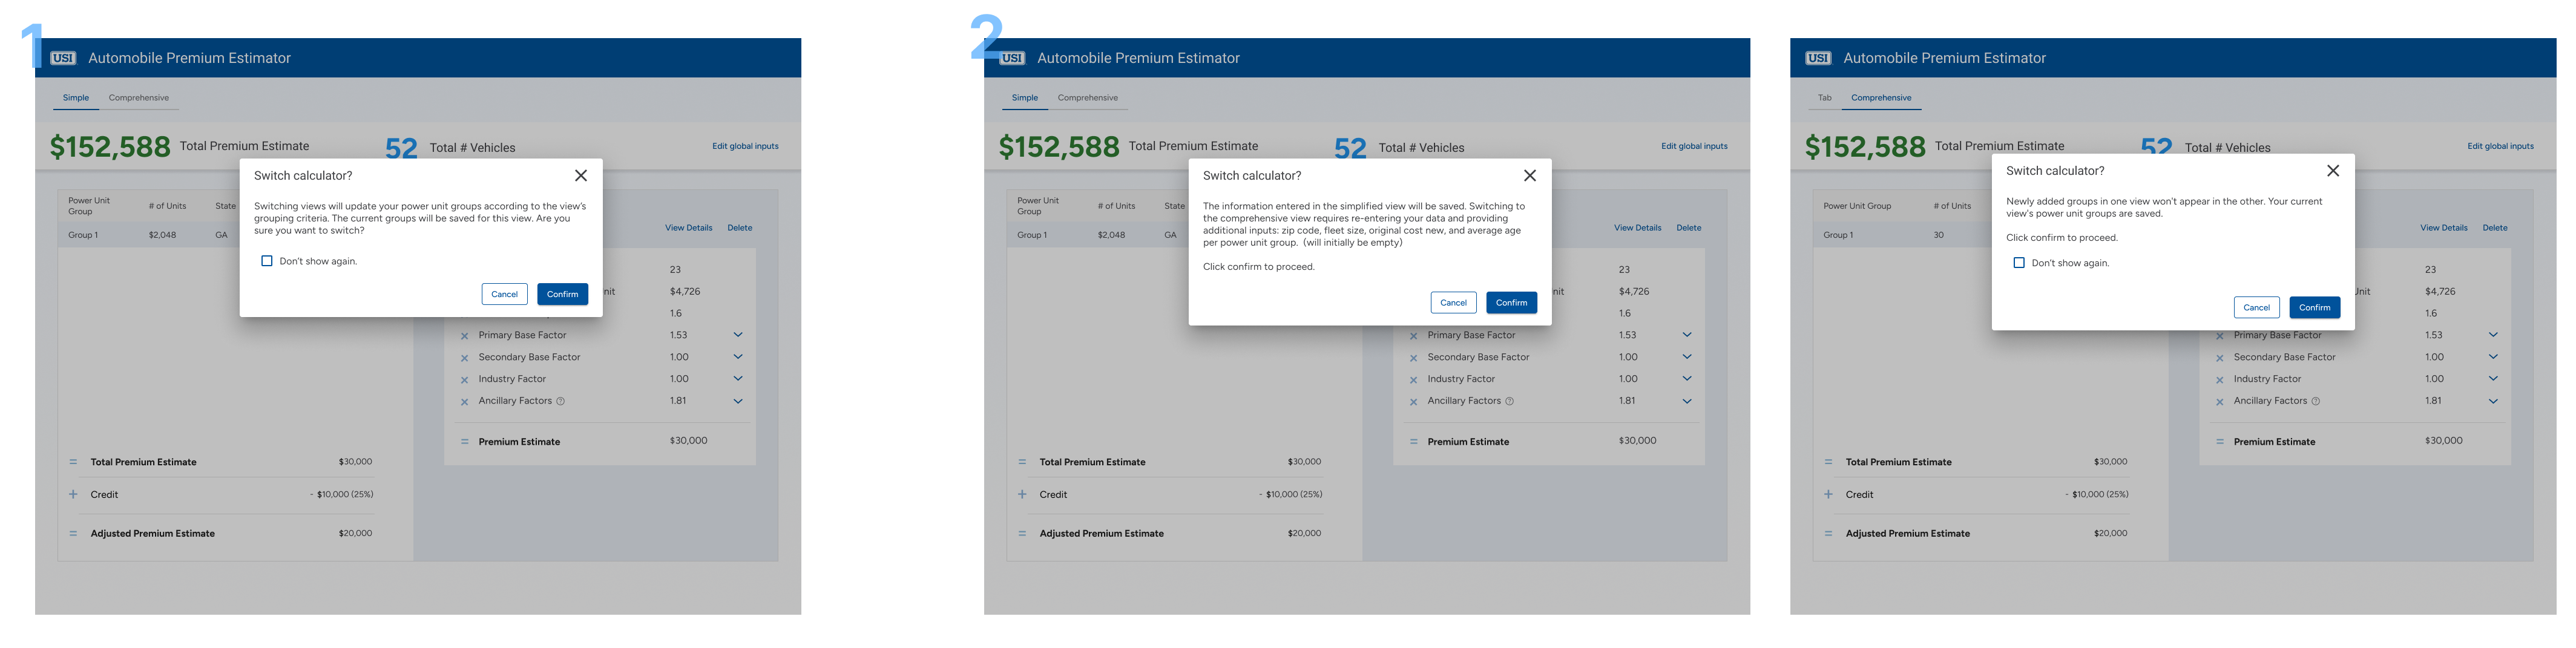 1
USI Automobile Premium Estimator
Simple Comprehensive
$152,588 Total Premium Estimate 52 Total # Vehicles Edit global inputs
Switch calculator?
Switching views will update your power unit groups according to the view's
grouping criteria. The current groups will be saved for this view. Are you
sure you want to switch?
Don't show again.
Cancel Confirm
Power Unit
Group
# of Units State
View Details Delete
Group 1 $2,048 GA
23
nit $4,726
1.6
Primary Base Factor 1.53
Secondary Base Factor 1.00
Industry Factor 1.00
Ancillary Factors 1.81
= Premium Estimate $30,000
= Total Premium Estimate $30,000
+ Credit - $10,000 (25%)
= Adjusted Premium Estimate $20,000
2
USI Automobile Premium Estimator
Simple Comprehensive
$152,588 Total Premium Estimate 52 Total # Vehicles Edit global inputs
Switch calculator?
The information entered in the simplified view will be saved. Switching to
the comprehensive view requires re-entering your data and providing
additional inputs: zip code, fleet size, original cost new, and average age
per power unit group. (will initially be empty)
Click confirm to proceed.
Cancel Confirm
Power Unit
Group
# of Units State
View Details Delete
Group 1 $2,048 GA
23
nit $4,726
1.6
Primary Base Factor 1.53
Secondary Base Factor 1.00
Industry Factor 1.00
Ancillary Factors 1.81
= Premium Estimate $30,000
= Total Premium Estimate $30,000
+ Credit - $10,000 (25%)
= Adjusted Premium Estimate $20,000
USI Automobile Premium Estimator
Tab Comprehensive
$152,588 Total Premium Estimate 52 Total # Vehicles Edit global inputs
Switch calculator?
Newly added groups in one view won't appear in the other. Your current
view's power unit groups are saved.
Click confirm to proceed.
Don't show again.
Cancel Confirm
Power Unit Group # of Units
View Details Delete
Group 1 30
23
Unit $4,726
1.6
Primary Base Factor 1.53
Secondary Base Factor 1.00
Industry Factor 1.00
Ancillary Factors 1.81
= Premium Estimate $30,000
= Total Premium Estimate $30,000
+ Credit - $10,000 (25%)
= Adjusted Premium Estimate $20,000